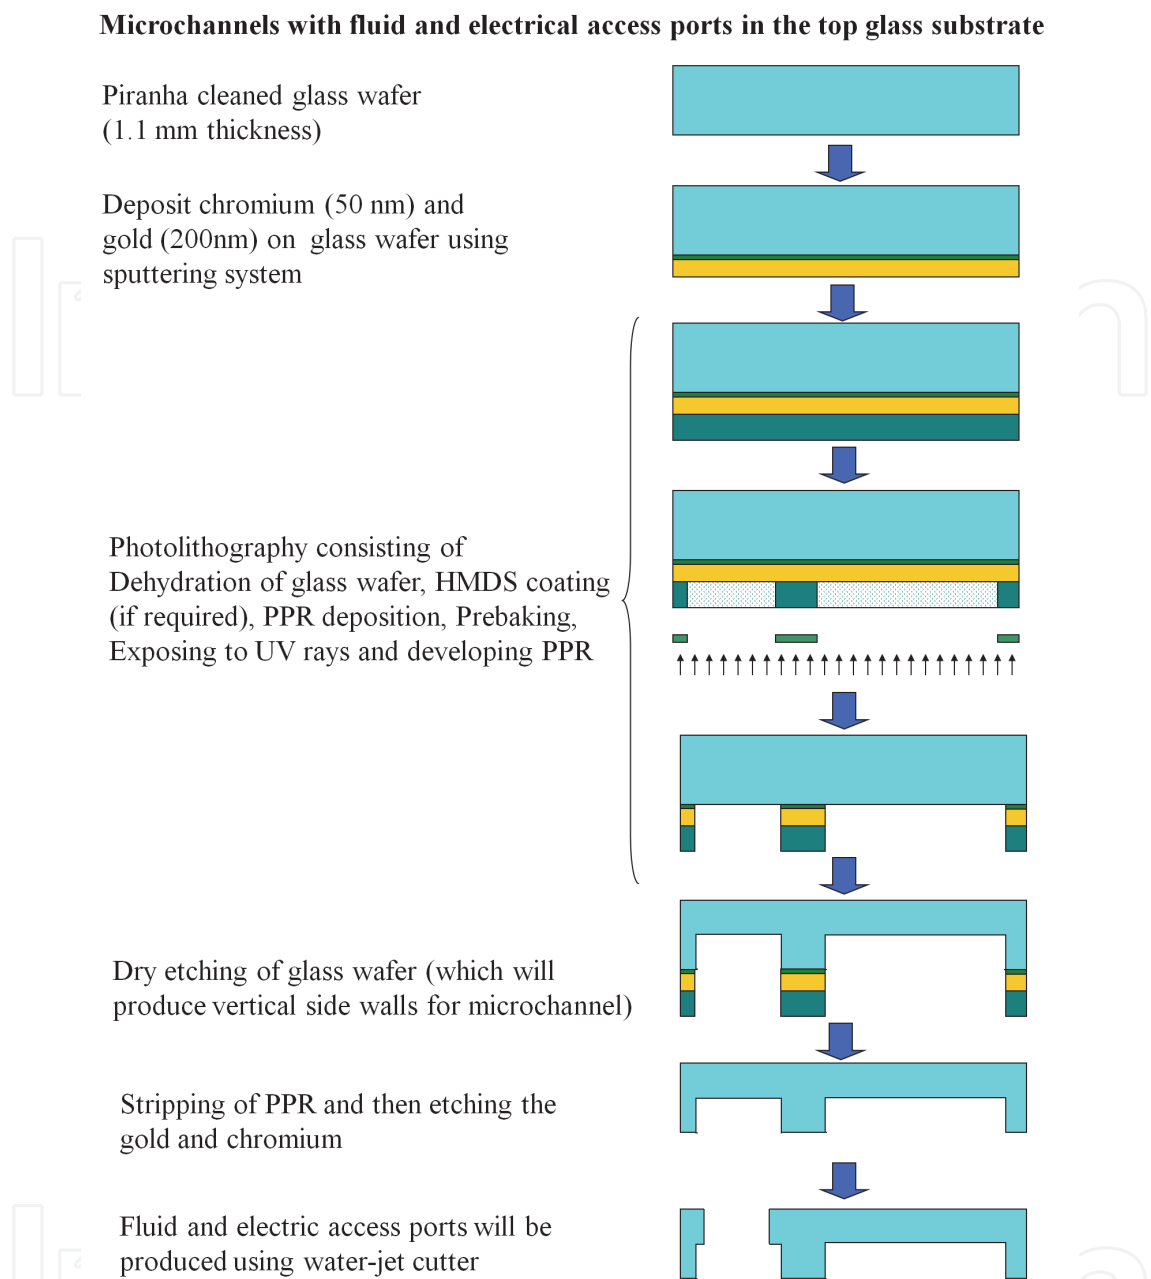 Microchannels with fluid and electrical access ports in the top glass substrate
Piranha cleaned glass wafer
(1.1 mm thickness)
Deposit chromium (50 nm) and
gold (200nm) on glass wafer using
sputtering system
Photolithography consisting of
Dehydration of glass wafer, HMDS coating
(if required), PPR deposition, Prebaking,
Exposing to UV rays and developing PPR
Dry etching of glass wafer (which will
produce vertical side walls for microchannel)
Stripping of PPR and then etching the
gold and chromium
Fluid and electric access ports will be
produced using water-jet cutter